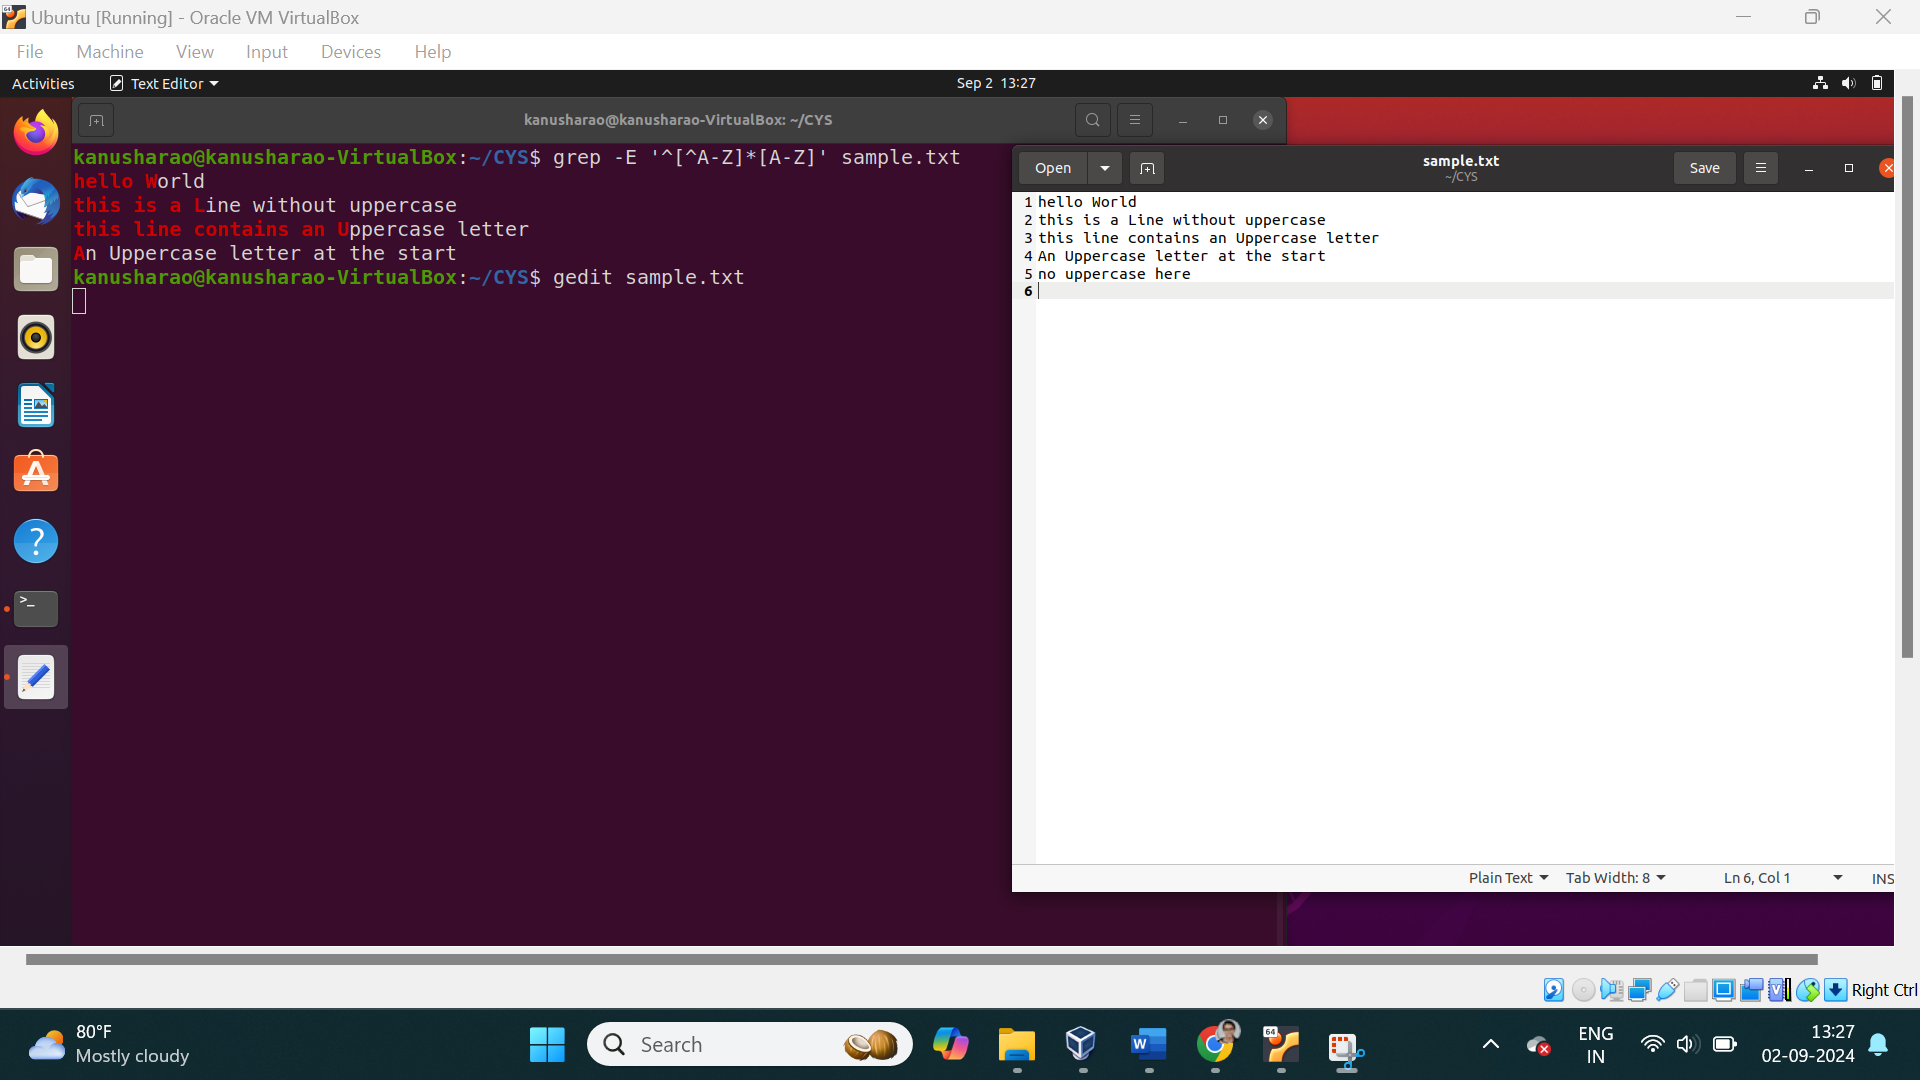 Ubuntu [Running] - Oracle VM VirtualBox
File Machine View Input Devices Help
Activities Text Editor Sep 2 13:27
kanusharao@kanusharao-VirtualBox: ~/CYS
kanusharao@kanusharao-VirtualBox:~/CYS$ grep -E '^[^A-Z]*[A-Z]' sample.txt
hello World
this is a Line without uppercase
this line contains an Uppercase letter
An Uppercase letter at the start
kanusharao@kanusharao-VirtualBox:~/CYS$ gedit sample.txt
Open sample.txt Save
~/CYS
1 hello World
2 this is a Line without uppercase
3 this line contains an Uppercase letter
4 An Uppercase letter at the start
5 no uppercase here
6
Plain Text Tab Width: 8 Ln 6, Col 1 INS
Right Ctrl
80°F
Mostly cloudy
Search
64
ENG
IN
13:27
02-09-2024